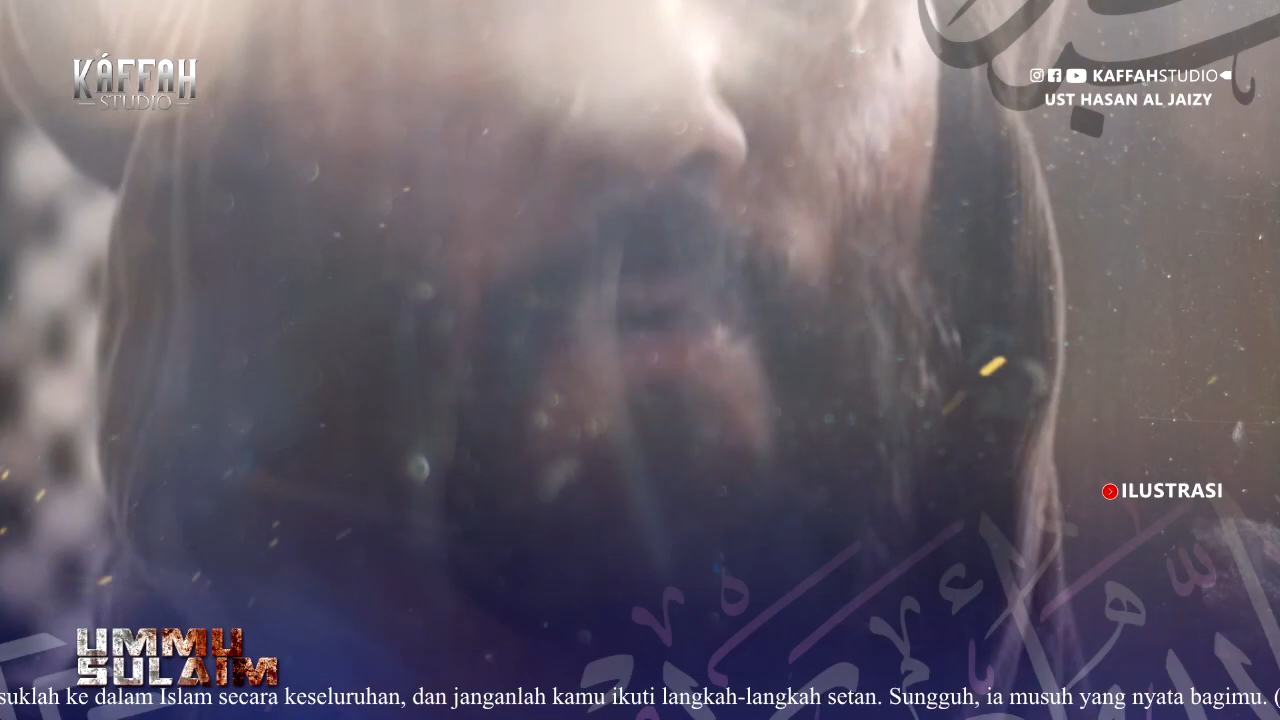 KÁFFAH
STUDIO
KAFFAHSTUDIO
UST HASAN AL JAIZY
ILUSTRASI
UMMU
SULAIM
suklah ke dalam Islam secara keseluruhan, dan janganlah kamu ikuti langkah-langkah setan. Sungguh, ia musuh yang nyata bagimu. (